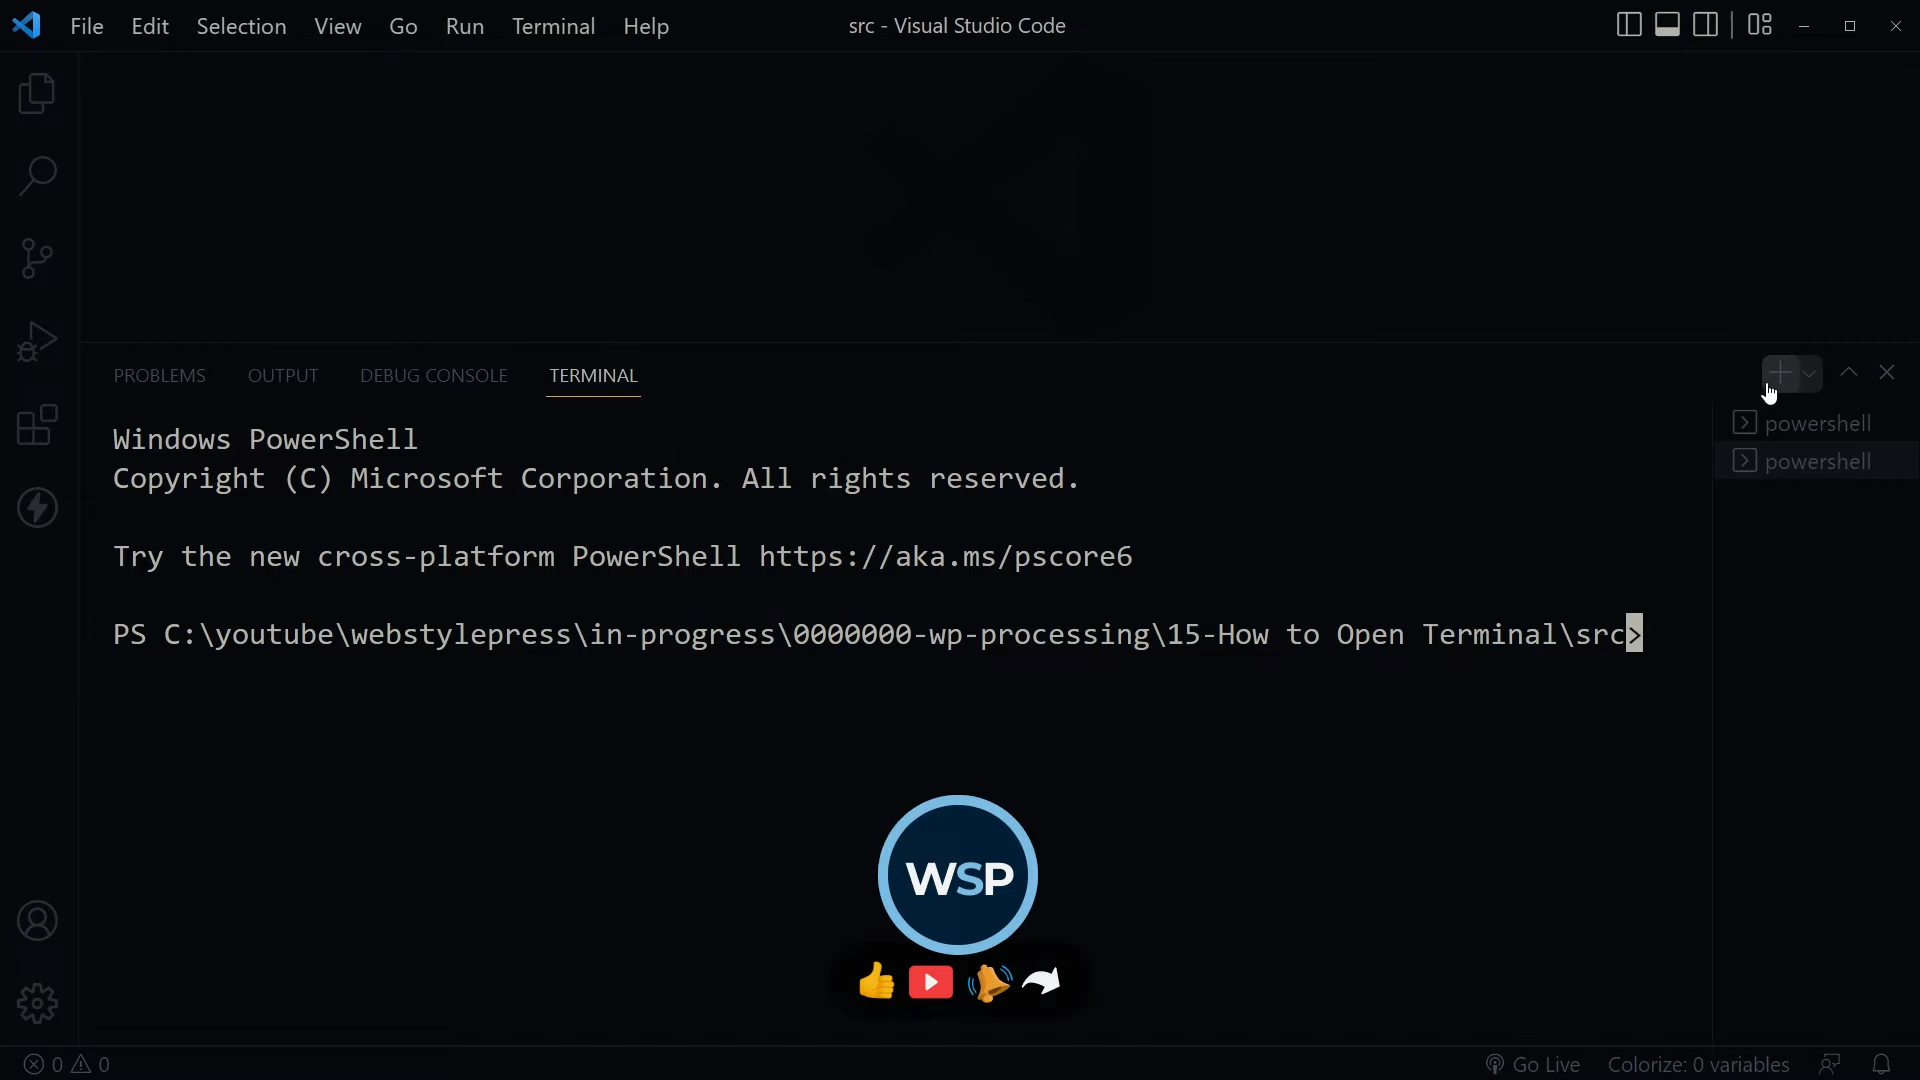 File Edit Selection View Go Run Terminal Help
src - Visual Studio Code
PROBLEMS OUTPUT DEBUG CONSOLE TERMINAL
powershell
powershell
Windows PowerShell
Copyright (C) Microsoft Corporation. All rights reserved.
Try the new cross-platform PowerShell https://aka.ms/pscore6
PS C:\youtube\webstylepress\in-progress\0000000-wp-processing\15-How to Open Terminal\src>
WSP
0 0
Go Live Colorize: 0 variables